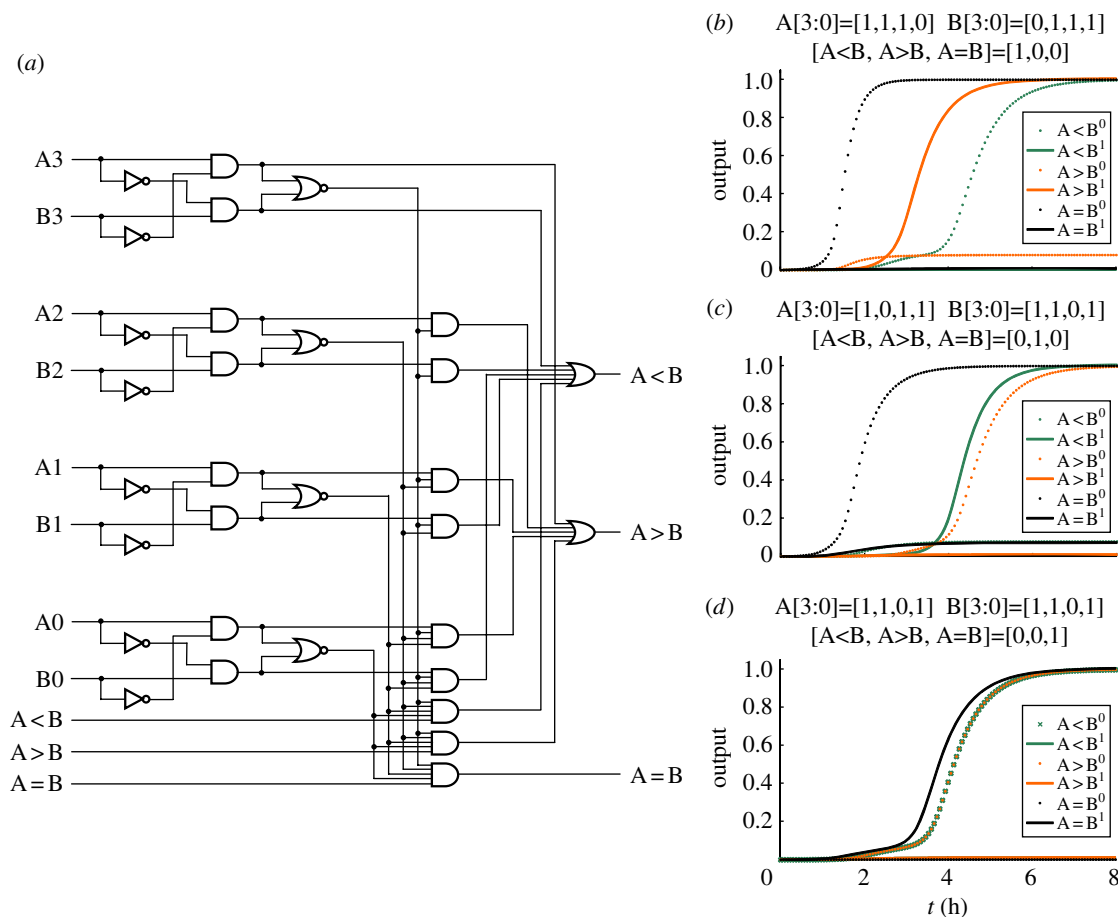 (a)
A3
B3
A2
B2
A<B
A1
B1
A>B
A0
B0
A<B
A>B
A=B
A=B
(b) A[3:0]=[1,1,1,0] B[3:0]=[0,1,1,1]
[A<B, A>B, A=B]=[1,0,0]
1.0
0.8
0.6
0.4
0.2
0
output
A<B⁰
A<B¹
A>B⁰
A>B¹
A=B⁰
A=B¹
(c) A[3:0]=[1,0,1,1] B[3:0]=[1,1,0,1]
[A<B, A>B, A=B]=[0,1,0]
1.0
0.8
0.6
0.4
0.2
0
output
A<B⁰
A<B¹
A>B⁰
A>B¹
A=B⁰
A=B¹
(d) A[3:0]=[1,1,0,1] B[3:0]=[1,1,0,1]
[A<B, A>B, A=B]=[0,0,1]
1.0
0.8
0.6
0.4
0.2
output
A<B⁰
A<B¹
A>B⁰
A>B¹
A=B⁰
A=B¹
0 2 4 6 8
t (h)